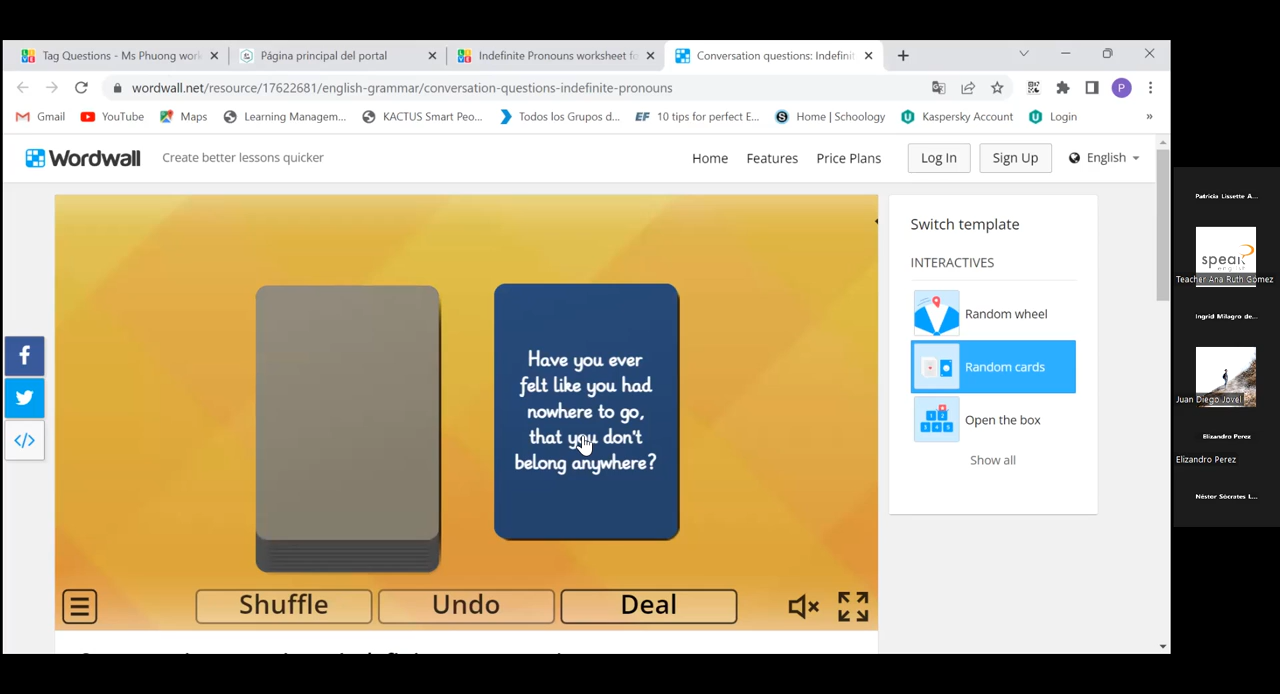 Tag Questions - Ms Phuong wor
Página principal del portal
Indefinite Pronouns worksheet fo
Conversation questions: Indefinit
wordwall.net/resource/17622681/english-grammar/conversation-questions-indefinite-pronouns
P
Gmail
YouTube
Maps
Learning Managem...
KACTUS Smart Peo...
Todos los Grupos d...
EF 10 tips for perfect E...
S Home | Schoology
Kaspersky Account
Login
»
Wordwall
Create better lessons quicker
Home
Features
Price Plans
Log In
Sign Up
English
Switch template
INTERACTIVES
Random wheel
Random cards
Open the box
Show all
Have you ever
felt like you had
nowhere to go,
that you don't
belong anywhere?
Shuffle
Undo
Deal
Patricia Lissette A...
speak
english
Teacher Ana Ruth Gomez
Ingrid Milagro de...
Juan Diego Jovel
Elizandro Perez
Elizandro Perez
Néstor Sócrates L...